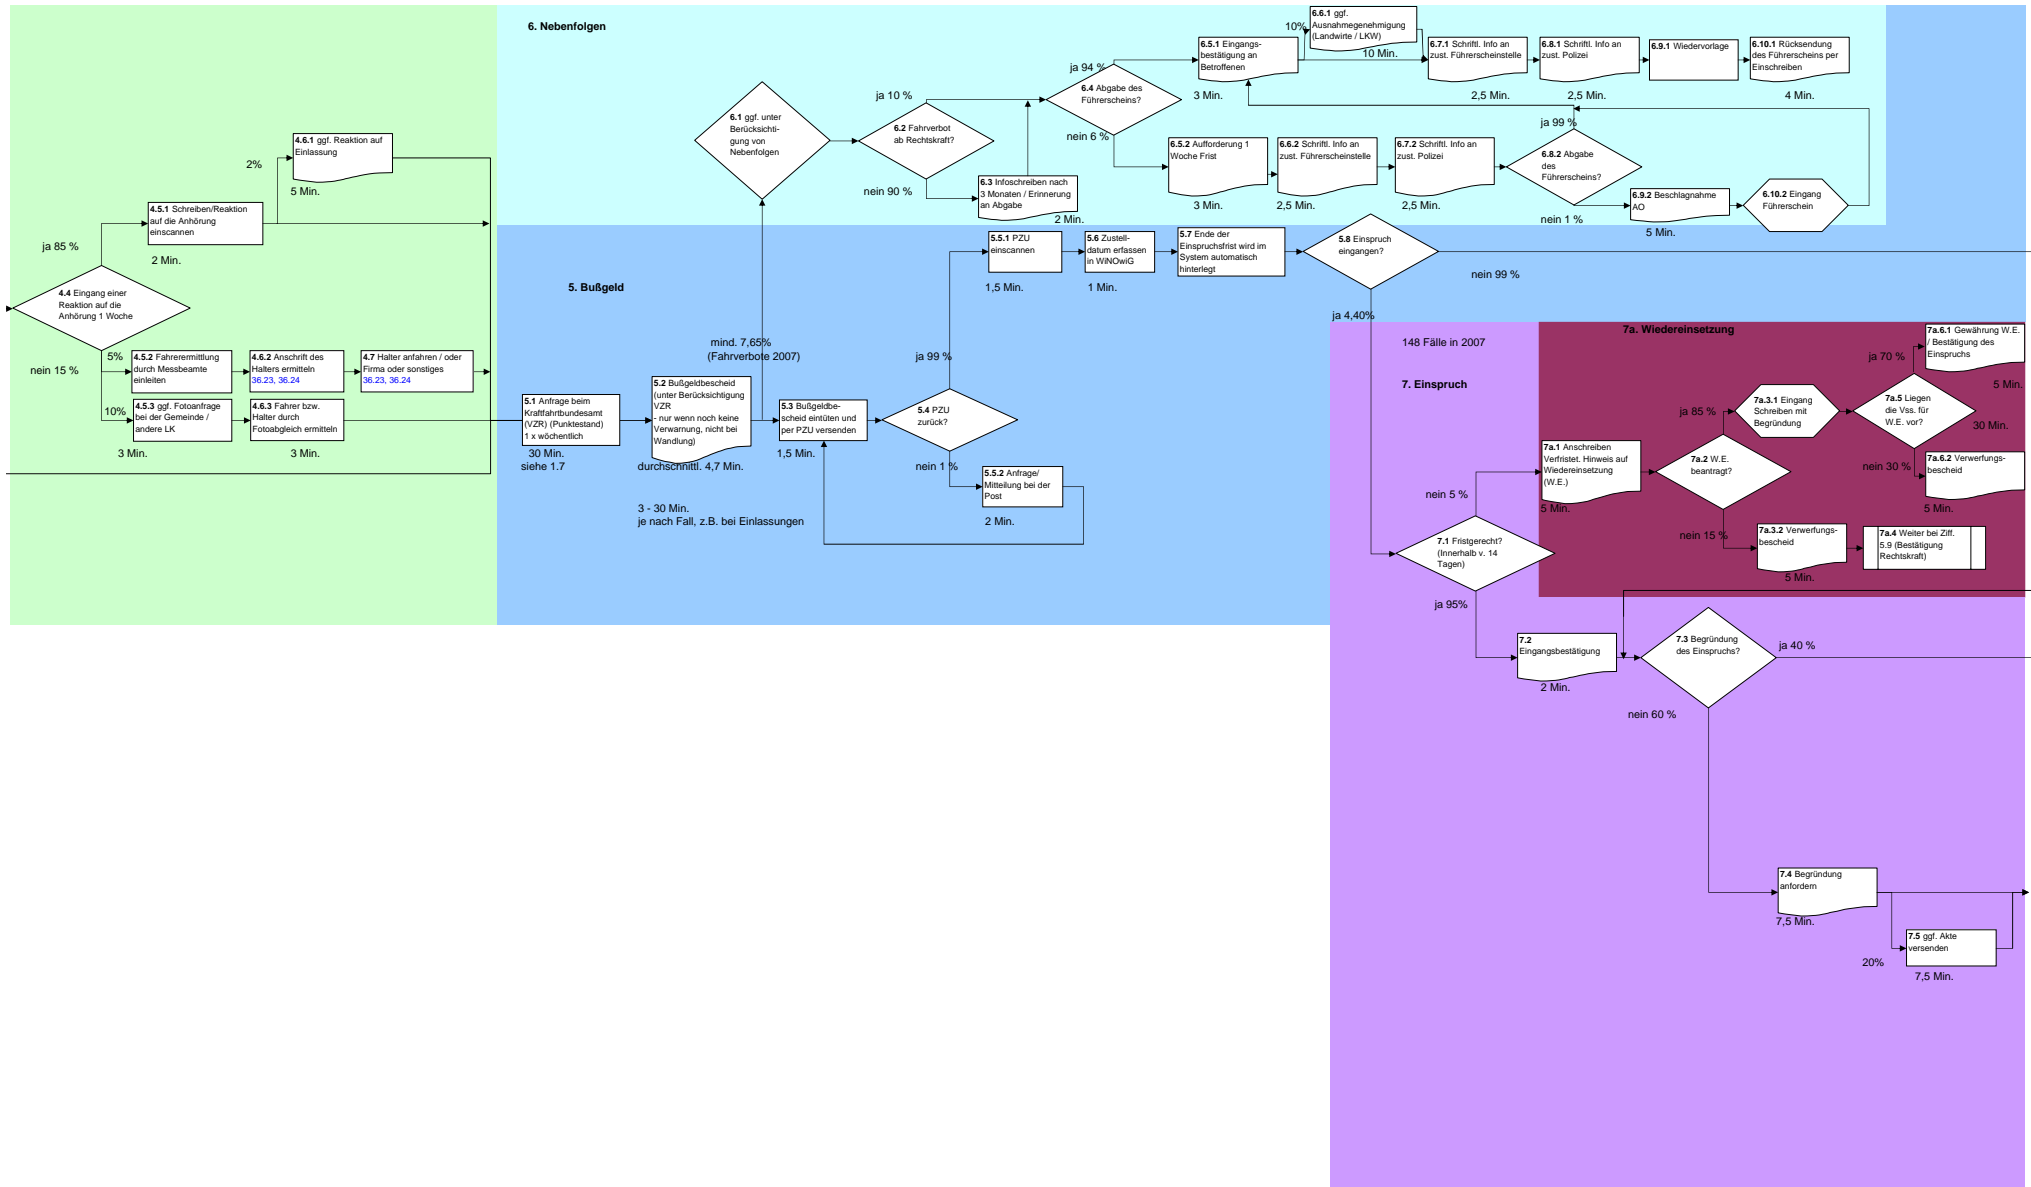 6. Nebenfolgen
6.1 ggf. unter
Berücksichti-
gung von
Nebenfolgen
ja 10 %
6.2 Fahrverbot
ab Rechtskraft?
nein 90 %
6.3 Infoschreiben nach
3 Monaten / Erinnerung
an Abgabe
2 Min.
ja 94 %
6.4 Abgabe des
Führerscheins?
nein 6 %
6.5.1 Eingangs-
bestätigung an
Betroffenen
3 Min.
10%
6.6.1 ggf.
Ausnahmegenehmigung
(Landwirte / LKW)
10 Min.
6.7.1 Schriftl. Info an
zust. Führerscheinstelle
2,5 Min.
6.8.1 Schriftl. Info an
zust. Polizei
2,5 Min.
6.9.1 Wiedervorlage
6.10.1 Rücksendung
des Führerscheins per
Einschreiben
4 Min.
6.5.2 Aufforderung 1
Woche Frist
3 Min.
6.6.2 Schriftl. Info an
zust. Führerscheinstelle
2,5 Min.
6.7.2 Schriftl. Info an
zust. Polizei
2,5 Min.
ja 99 %
6.8.2 Abgabe
des
Führerscheins?
nein 1 %
6.9.2 Beschlagnahme
AO
5 Min.
6.10.2 Eingang
Führerschein
4.6.1 ggf. Reaktion auf
Einlassung
2%
5 Min.
4.5.1 Schreiben/Reaktion
auf die Anhörung
einscannen
2 Min.
ja 85 %
4.4 Eingang einer
Reaktion auf die
Anhörung 1 Woche
nein 15 %
5%
4.5.2 Fahrerermittlung
durch Messbeamte
einleiten
4.6.2 Anschrift des
Halters ermitteln
36.23, 36.24
4.7 Halter anfahren / oder
Firma oder sonstiges
36.23, 36.24
10%
4.5.3 ggf. Fotoanfrage
bei der Gemeinde /
andere LK
3 Min.
4.6.3 Fahrer bzw.
Halter durch
Fotoabgleich ermitteln
3 Min.
5. Bußgeld
5.1 Anfrage beim
Kraftfahrtbundesamt
(VZR) (Punktestand)
1 x wöchentlich
30 Min.
siehe 1.7
mind. 7,65%
(Fahrverbote 2007)
5.2 Bußgeldbescheid
(unter Berücksichtigung
VZR
- nur wenn noch keine
Verwarnung, nicht bei
Wandlung)
durchschnittl. 4,7 Min.
3 - 30 Min.
je nach Fall, z.B. bei Einlassungen
5.3 Bußgeldbe-
scheid eintüten und
per PZU versenden
1,5 Min.
ja 99 %
5.4 PZU
zurück?
nein 1 %
5.5.1 PZU
einscannen
1,5 Min.
5.6 Zustell-
datum erfassen
in WiNOwiG
1 Min.
5.7 Ende der
Einspruchsfrist wird im
System automatisch
hinterlegt
5.8 Einspruch
eingangen?
nein 99 %
ja 4,40%
5.5.2 Anfrage/
Mitteilung bei der
Post
2 Min.
148 Fälle in 2007
7. Einspruch
7.1 Fristgerecht?
(Innerhalb v. 14
Tagen)
nein 5 %
ja 95%
7a. Wiedereinsetzung
7a.1 Anschreiben
Verfristet. Hinweis auf
Wiedereinsetzung
(W.E.)
5 Min.
7a.2 W.E.
beantragt?
ja 85 %
nein 15 %
7a.3.1 Eingang
Schreiben mit
Begründung
7a.5 Liegen
die Vss. für
W.E. vor?
30 Min.
ja 70 %
nein 30 %
7a.6.1 Gewährung W.E.
/ Bestätigung des
Einspruchs
5 Min.
7a.6.2 Verwerfungs-
bescheid
5 Min.
7a.3.2 Verwerfungs-
bescheid
5 Min.
7a.4 Weiter bei Ziff.
5.9 (Bestätigung
Rechtskraft)
7.2
Eingangsbestätigung
2 Min.
7.3 Begründung
des Einspruchs?
ja 40 %
nein 60 %
7.4 Begründung
anfordern
7,5 Min.
20%
7.5 ggf. Akte
versenden
7,5 Min.